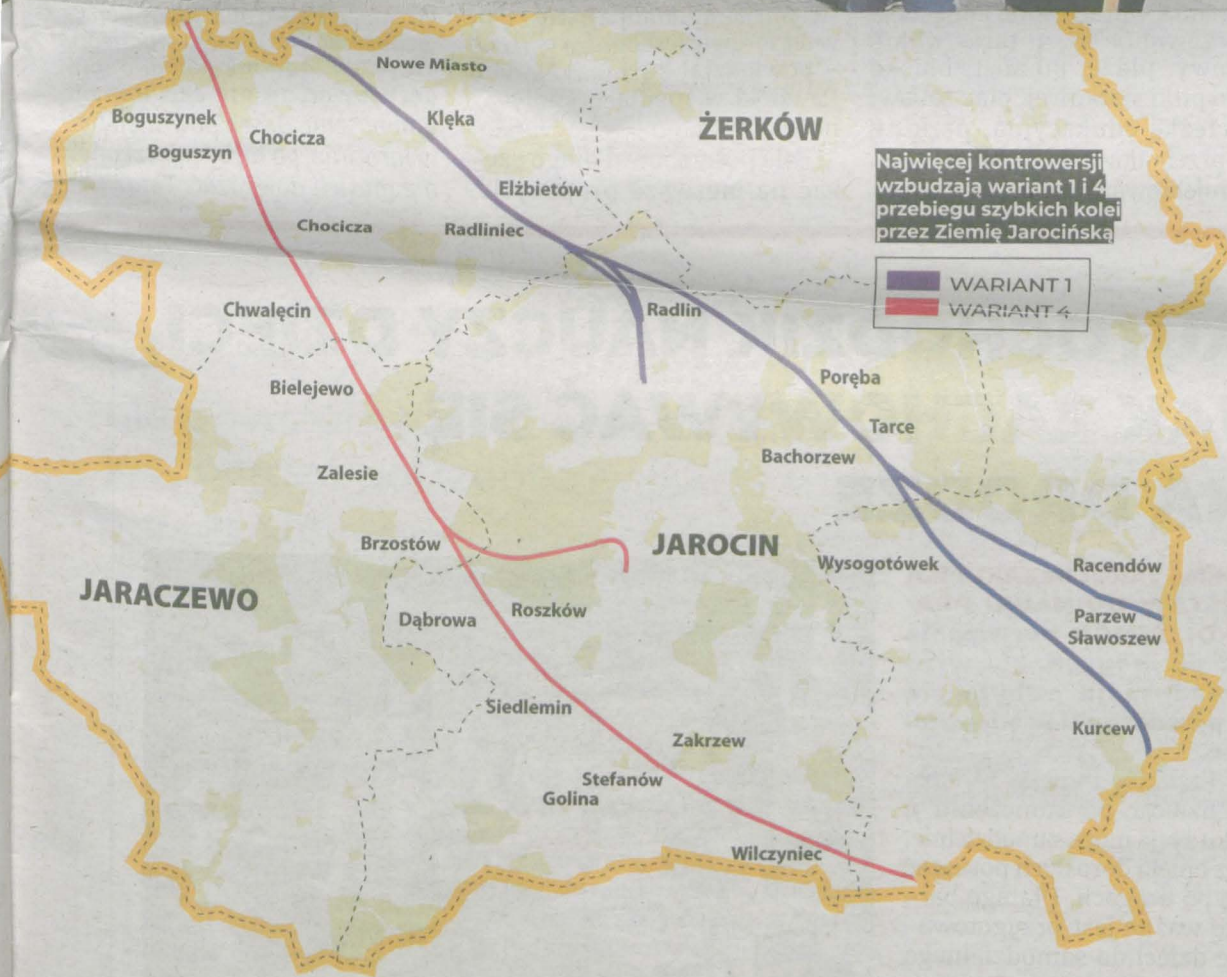 Nowe Miasto
Boguszynek
Klęka
Chocicza
Boguszyn
ŻERKÓW
Najwięcej kontrowersji
wzbudzają wariant 1 i 4
przebiegu szybkich kolei
przez Ziemię Jarocińską
Elżbietów
Chocicza
Radliniec
WARIANT 1
WARIANT 4
Chwalęcin
Radlin
Bielejewo
Poręba
Tarce
Bachorzew
Zalesie
Brzostów
JAROCIN
Wysogotówek
Racendów
JARACZEWO
Roszków
Dąbrowa
Parzew
Sławoszew
Siedlemin
Kurcew
Zakrzew
Stefanów
Golina
Wilczyniec